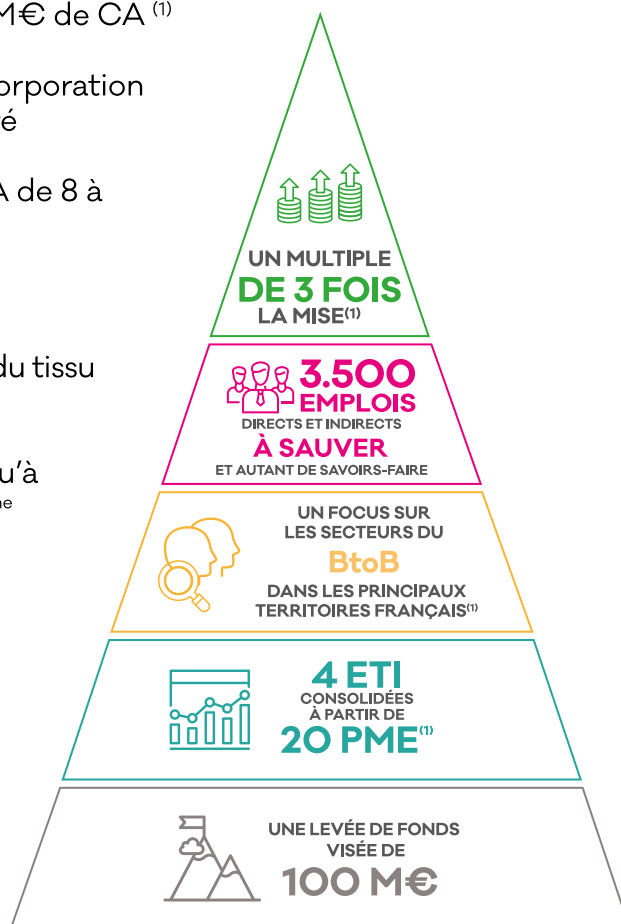 M€ de CA (1)
orporation
é
A de 8 à
du tissu
u'à
ne
UN MULTIPLE
DE 3 FOIS
LA MISE(1)
3.500
EMPLOIS
DIRECTS ET INDIRECTS
À SAUVER
ET AUTANT DE SAVOIRS-FAIRE
UN FOCUS SUR
LES SECTEURS DU
BtoB
DANS LES PRINCIPAUX
TERRITOIRES FRANÇAIS(1)
4 ETI
CONSOLIDÉES
À PARTIR DE
20 PME(1)
UNE LEVÉE DE FONDS
VISÉE DE
100 M€